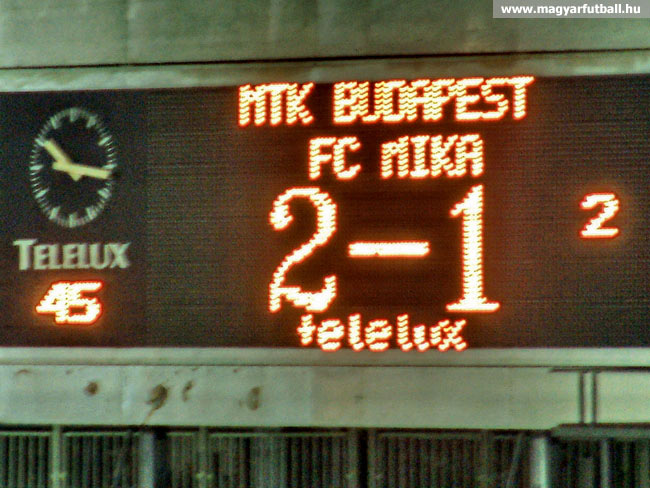 www.magyarfutball.hu
MTK BUDAPEST
FC MIKA
2-1
2
TELELUX
45
telelux